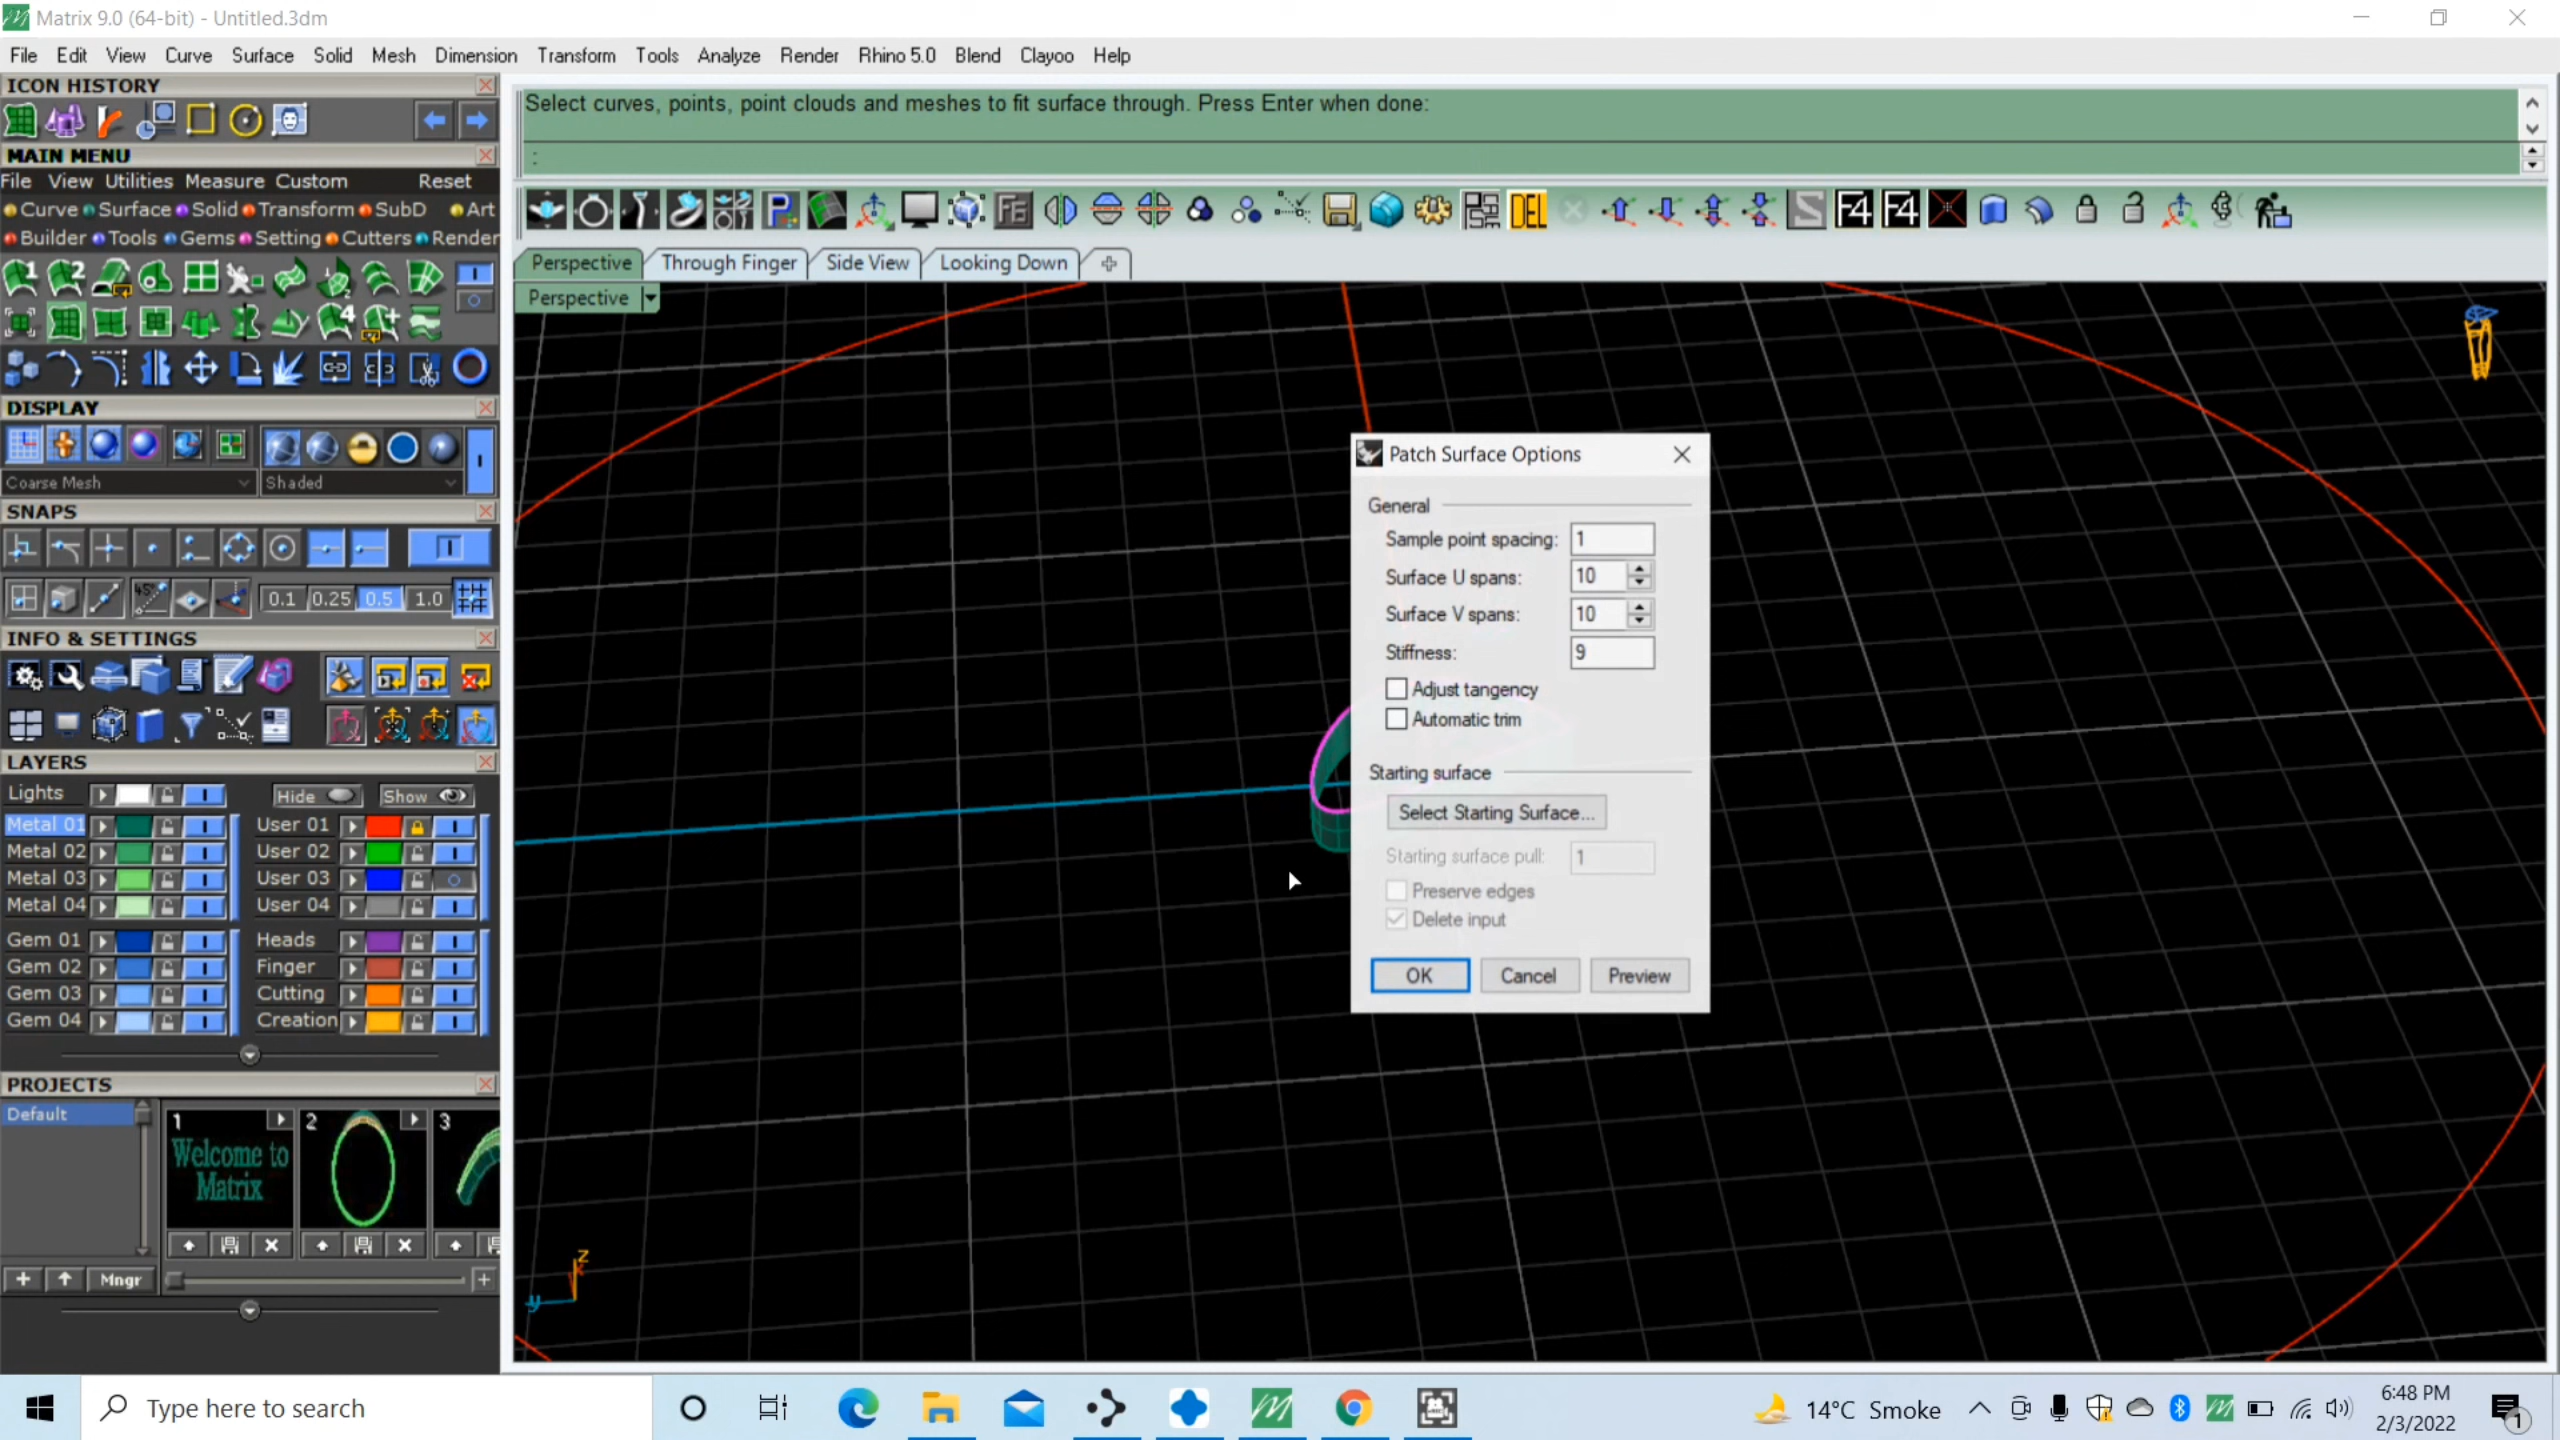 Matrix 9.0 (64-bit) - Untitled.3dm
File Edit View Curve Surface Solid Mesh Dimension Transform Tools Analyze Render Rhino 5.0 Blend Clayoo Help
ICON HISTORY
MAIN MENU
File View Utilities Measure Custom Reset
Curve Surface Solid Transform SubD Art
Builder Tools Gems Setting Cutters Render
DISPLAY
Coarse Mesh Shaded
SNAPS
0.1 0.25 0.5 1.0
INFO & SETTINGS
LAYERS
Lights Hide Show
Metal 01 User 01
Metal 02 User 02
Metal 03 User 03
Metal 04 User 04
Gem 01 Heads
Gem 02 Finger
Gem 03 Cutting
Gem 04 Creation
PROJECTS
Default
1 2 3
Welcome to
Matrix
Mngr
Select curves, points, point clouds and meshes to fit surface through. Press Enter when done:
:
F6 DEL F4 F4
Perspective Through Finger Side View Looking Down
Perspective
Patch Surface Options
General
Sample point spacing: 1
Surface U spans: 10
Surface V spans: 10
Stiffness: 9
Adjust tangency
Automatic trim
Starting surface
Select Starting Surface...
Starting surface pull: 1
Preserve edges
Delete input
OK Cancel Preview
z
y
Type here to search
14°C Smoke
6:48 PM
2/3/2022
1